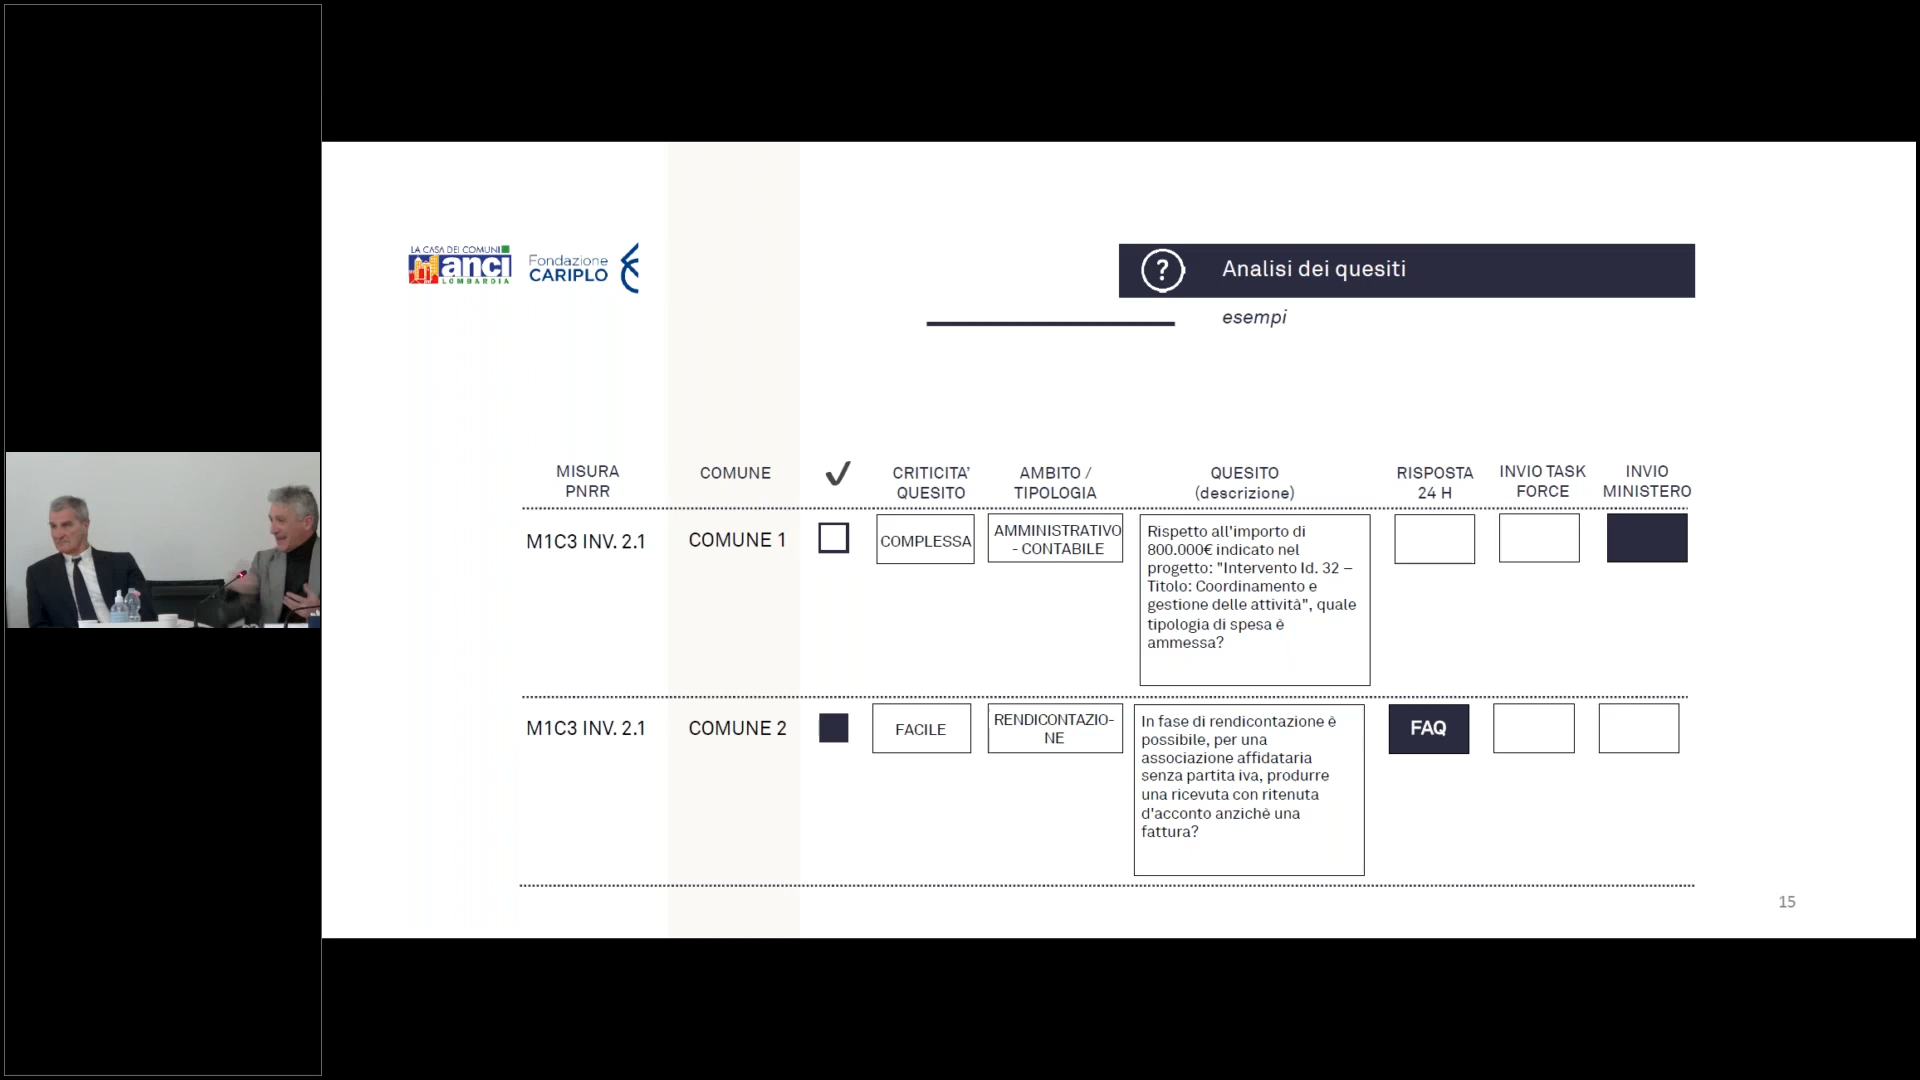 LA CASA DEI COMUNI
anci
LOMBARDIA
Fondazione
CARIPLO
?
Analisi dei quesiti
esempi
MISURA
PNRR
COMUNE
CRITICITA'
QUESITO
AMBITO /
TIPOLOGIA
QUESITO
(descrizione)
RISPOSTA
24 H
INVIO TASK
FORCE
INVIO
MINISTERO
M1C3 INV. 2.1
COMUNE 1
COMPLESSA
AMMINISTRATIVO
- CONTABILE
Rispetto all'importo di
800.000€ indicato nel
progetto: "Intervento Id. 32 –
Titolo: Coordinamento e
gestione delle attività", quale
tipologia di spesa è
ammessa?
M1C3 INV. 2.1
COMUNE 2
FACILE
RENDICONTAZIO-
NE
In fase di rendicontazione è
possibile, per una
associazione affidataria
senza partita iva, produrre
una ricevuta con ritenuta
d'acconto anzichè una
fattura?
FAQ
15